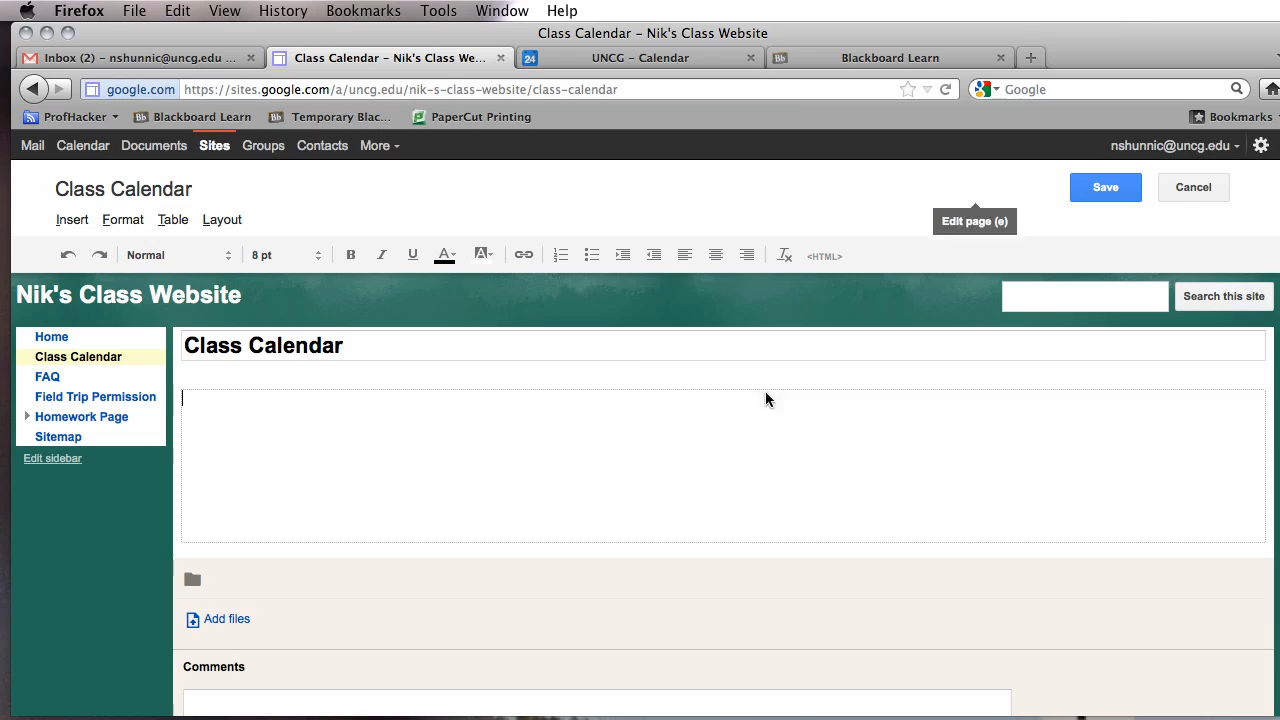 Firefox File Edit View History Bookmarks Tools Window Help
Class Calendar – Nik's Class Website
Inbox (2) – nshunnic@uncg.edu ... Class Calendar – Nik's Class We... 24 UNCG – Calendar Bb Blackboard Learn
google.com https://sites.google.com/a/uncg.edu/nik-s-class-website/class-calendar Google
ProfHacker Bb Blackboard Learn Bb Temporary Blac... PaperCut Printing Bookmarks
Mail Calendar Documents Sites Groups Contacts More nshunnic@uncg.edu
Class Calendar Save Cancel
Insert Format Table Layout Edit page (e)
Normal 8 pt B I U A A <HTML>
Nik's Class Website Search this site
Home
Class Calendar
FAQ
Field Trip Permission
Homework Page
Sitemap
Edit sidebar
Class Calendar
Add files
Comments